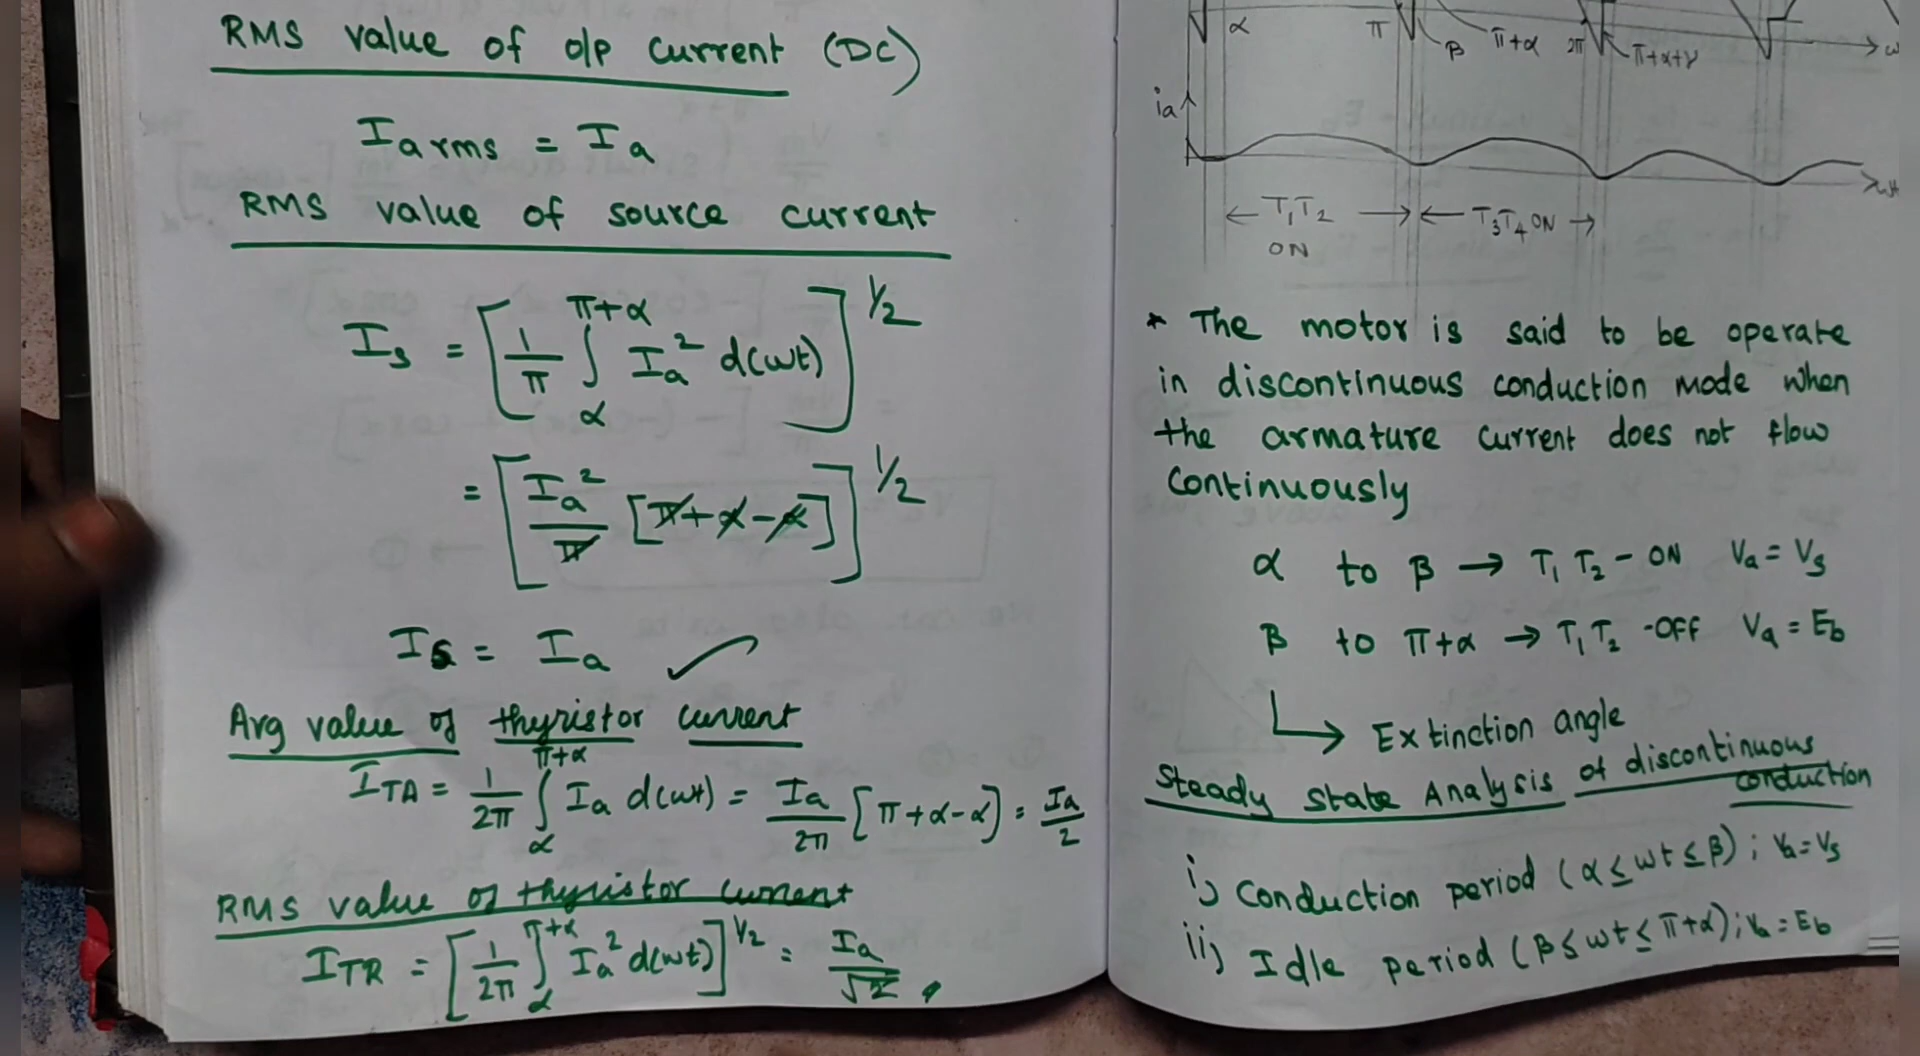 RMS value of o/p current (DC)
Ia rms = Ia
RMS value of source current
Is = [1/π ∫_α^{π+α} Ia² d(ωt)]^{1/2}
= [Ia²/π [π+α-α]]^{1/2}
Is = Ia ✓
Avg value of thyristor current
ITA = 1/2π ∫_α^{π+α} Ia d(ωt) = Ia/2π [π+α-α] = Ia/2
RMS value of thyristor current
ITR = [1/2π ∫_α^{π+α} Ia² d(ωt)]^{1/2} = Ia/√2
α π β π+α 2π π+α+γ ω
ia
ωt
← T1T2 → ← T3T4 ON →
ON
* The motor is said to be operate
in discontinuous conduction mode when
the armature current does not flow
continuously
α to β → T1 T2 - ON Va = Vs
β to π+α → T1 T2 - OFF Va = Eb
→ Extinction angle
Steady State Analysis of discontinuous
conduction
i) Conduction period (α ≤ ωt ≤ β) ; Va = Vs
ii) Idle period (β ≤ ωt ≤ π+α) ; Va = Eb